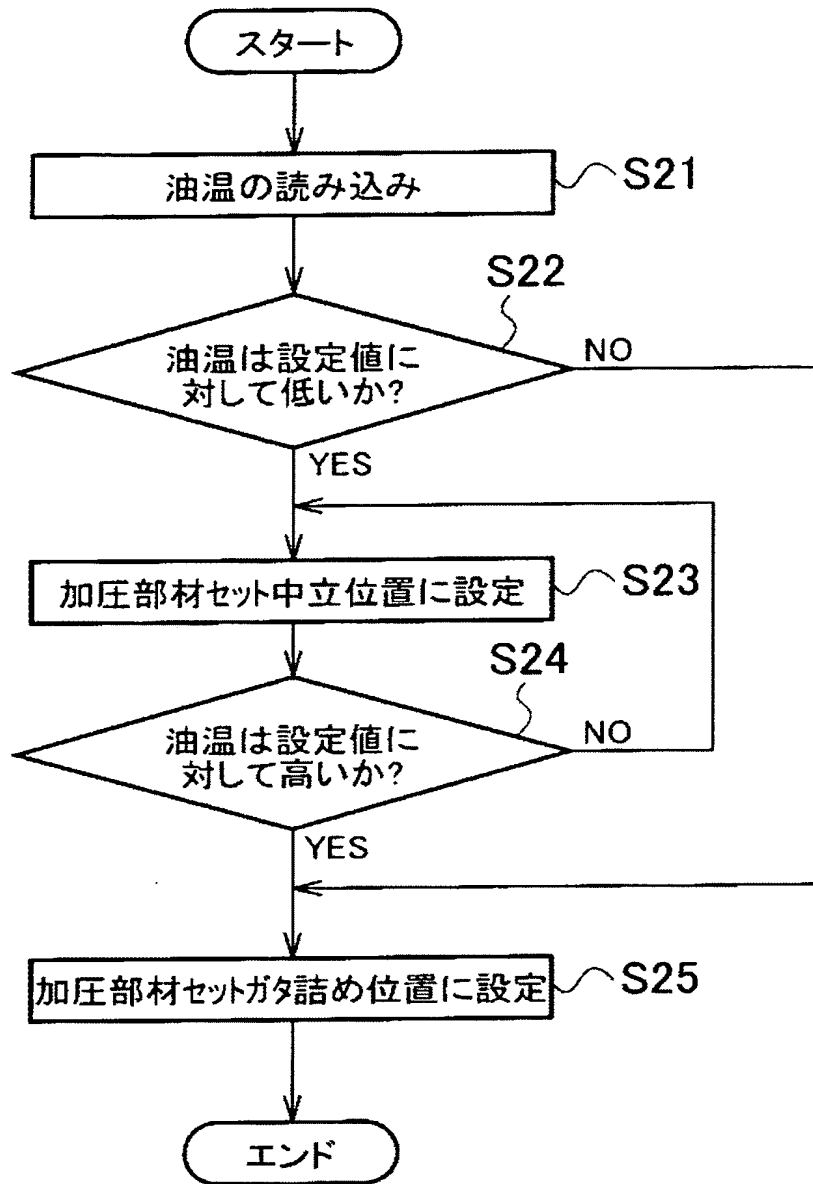 スタート
油温の読み込み
S21
S22
油温は設定値に
対して低いか?
NO
YES
加圧部材セット中立位置に設定
S23
S24
油温は設定値に
対して高いか?
NO
YES
加圧部材セットガタ詰め位置に設定
S25
エンド